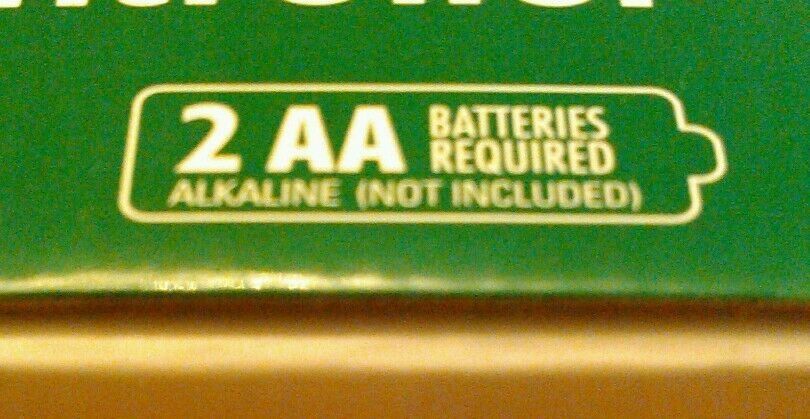 2 AA BATTERIES
REQUIRED
ALKALINE (NOT INCLUDED)